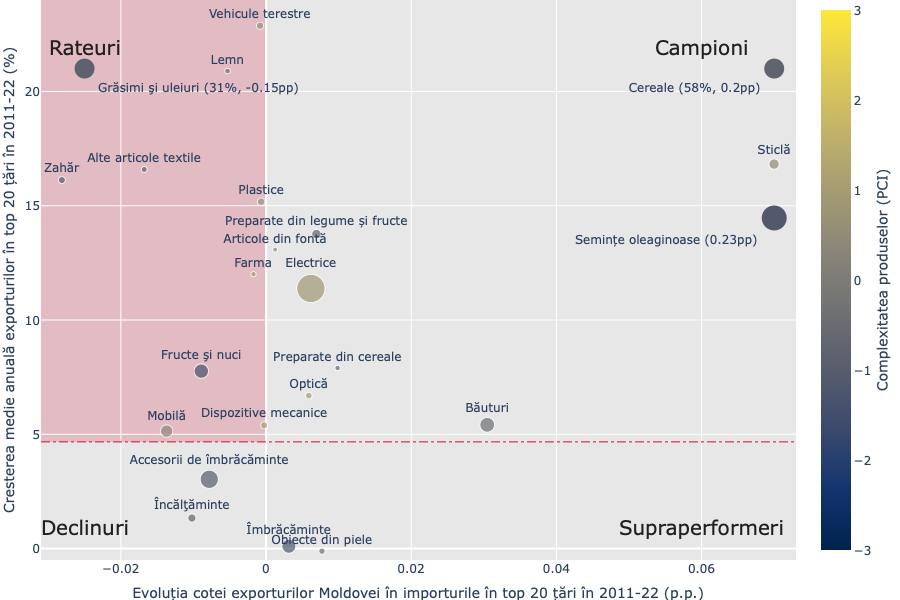 Vehicule terestre
Rateuri
Campioni
Lemn
Grăsimi şi uleiuri (31%, -0.15pp)
Cereale (58%, 0.2pp)
Sticlă
Alte articole textile
Zahăr
Plastice
Preparate din legume și fructe
Articole din fontă
Semințe oleaginoase (0.23pp)
Farma
Electrice
Fructe şi nuci
Preparate din cereale
Optică
Băuturi
Mobilă
Dispozitive mecanice
Accesorii de îmbrăcăminte
Încălțăminte
Declinuri
Îmbrăcăminte
Obiecte din piele
Supraperformeri
20
15
10
5
0
−0.02
0
0.02
0.04
0.06
Evoluția cotei exporturilor Moldovei în importurile în top 20 țări în 2011-22 (p.p.)
Cresterea medie anuală exporturilor în top 20 țări în 2011-22 (%)
3
2
1
0
−1
−2
−3
Complexitatea produselor (PCI)